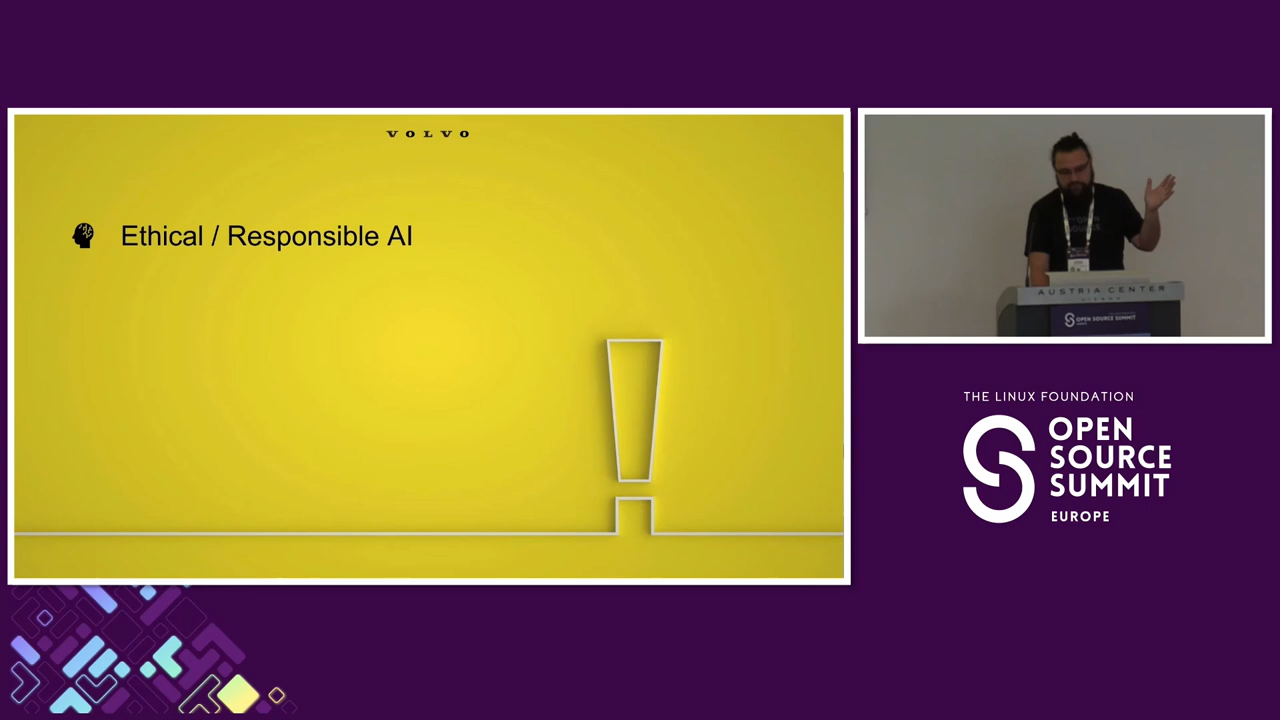 VOLVO
Ethical / Responsible AI
AUSTRIA CENTER
OPEN SOURCE SUMMIT
THE LINUX FOUNDATION
OPEN
SOURCE
SUMMIT
EUROPE